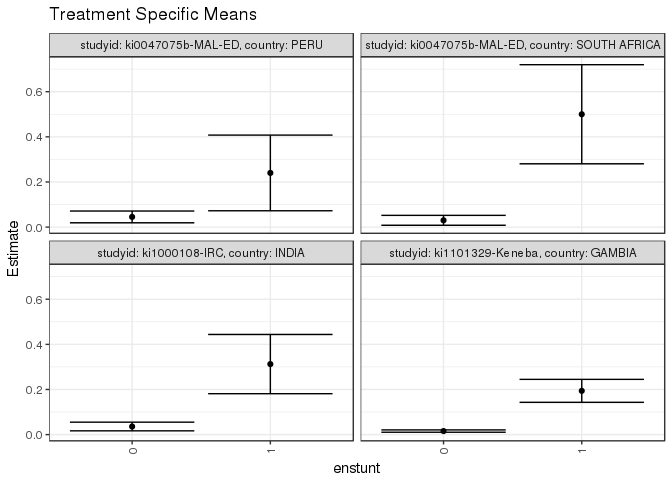 Treatment Specific Means
studyid: ki0047075b-MAL-ED, country: PERU
studyid: ki0047075b-MAL-ED, country: SOUTH AFRICA
0.6
0.4
0.2
0.0
studyid: ki1000108-IRC, country: INDIA
studyid: ki1101329-Keneba, country: GAMBIA
0.6
0.4
0.2
0.0
Estimate
0
1
0
1
enstunt